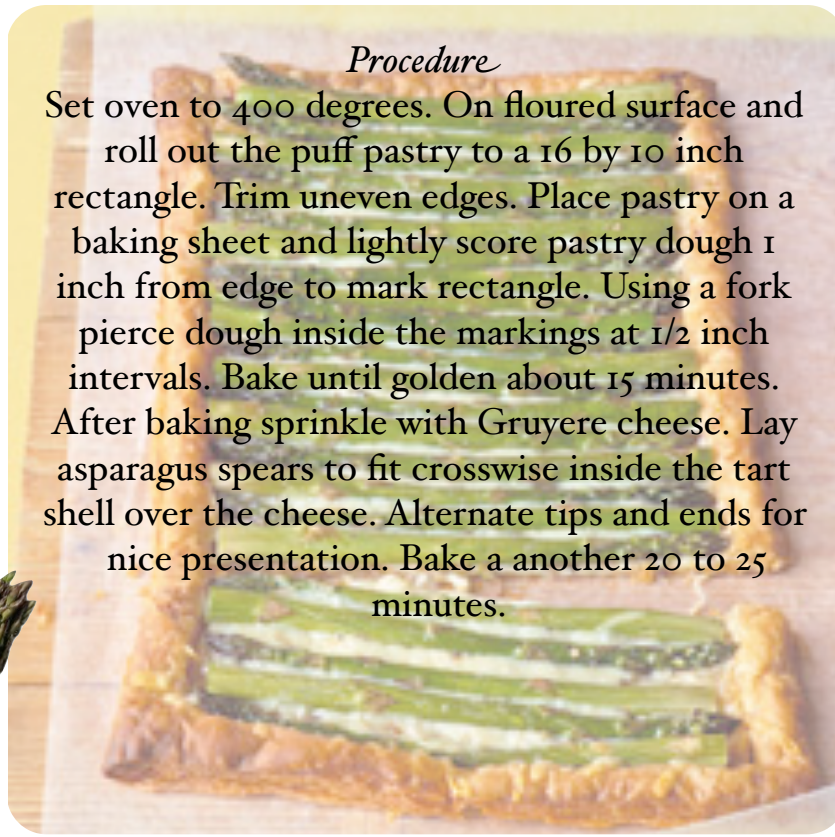 Procedure
Set oven to 400 degrees. On floured surface and
roll out the puff pastry to a 16 by 10 inch
rectangle. Trim uneven edges. Place pastry on a
baking sheet and lightly score pastry dough 1
inch from edge to mark rectangle. Using a fork
pierce dough inside the markings at 1/2 inch
intervals. Bake until golden about 15 minutes.
After baking sprinkle with Gruyere cheese. Lay
asparagus spears to fit crosswise inside the tart
shell over the cheese. Alternate tips and ends for
nice presentation. Bake a another 20 to 25
minutes.